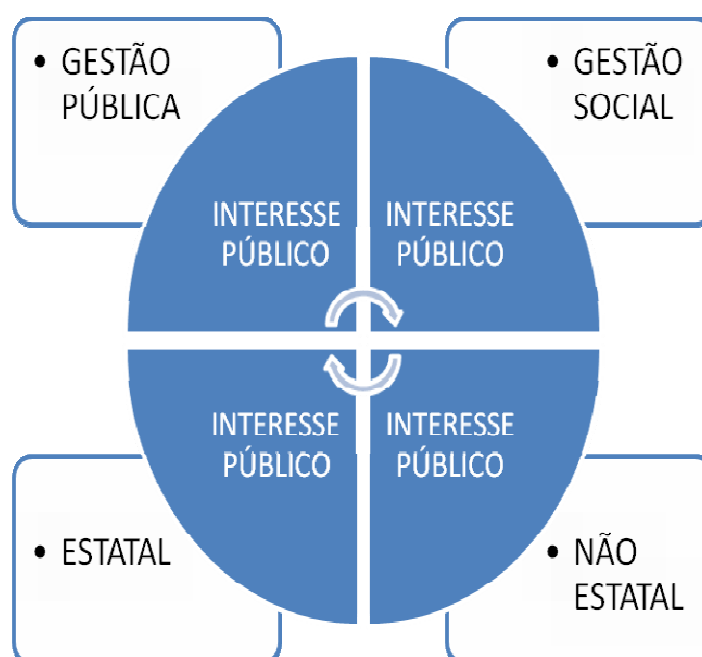 • GESTÃO
PÚBLICA
• GESTÃO
SOCIAL
INTERESSE
PÚBLICO
INTERESSE
PÚBLICO
INTERESSE
PÚBLICO
INTERESSE
PÚBLICO
• ESTATAL
• NÃO
ESTATAL